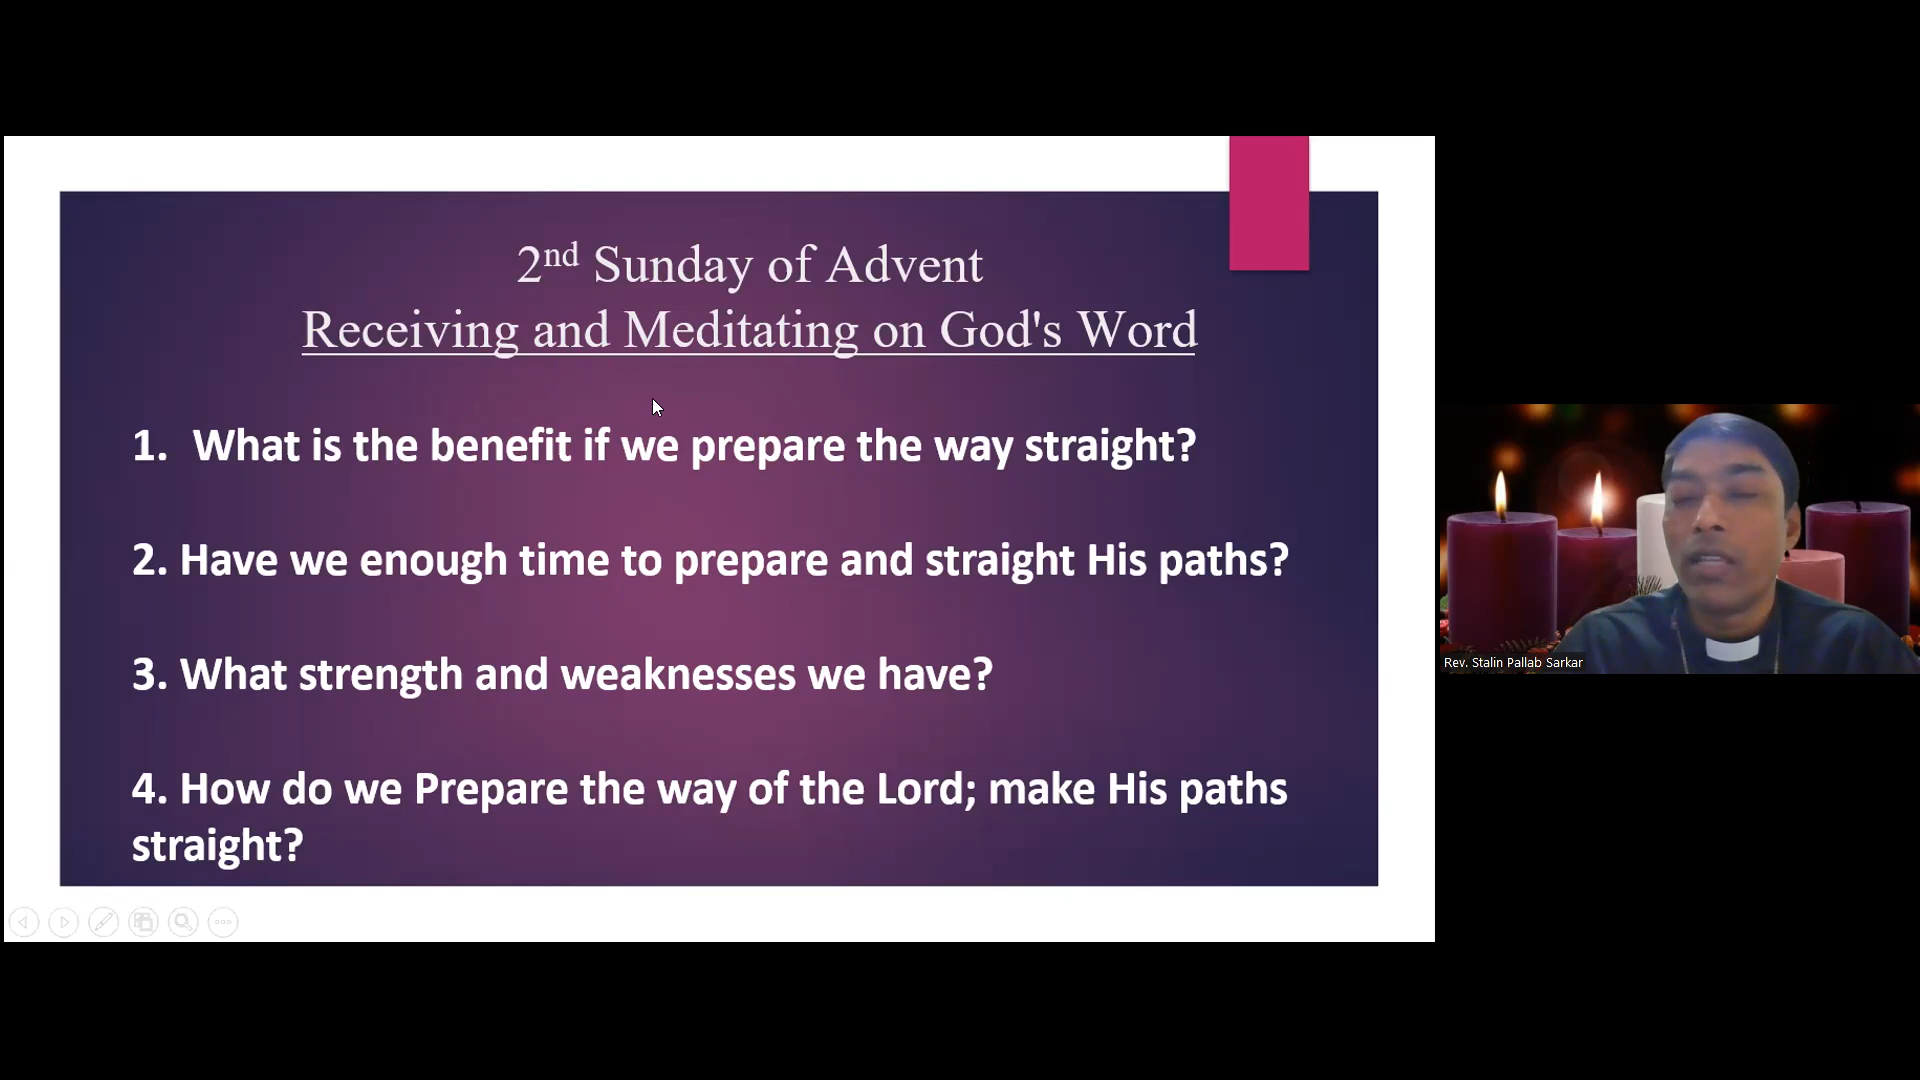 2nd Sunday of Advent
Receiving and Meditating on God's Word
1. What is the benefit if we prepare the way straight?
2. Have we enough time to prepare and straight His paths?
3. What strength and weaknesses we have?
4. How do we Prepare the way of the Lord; make His paths
straight?
Rev. Stalin Pallab Sarkar